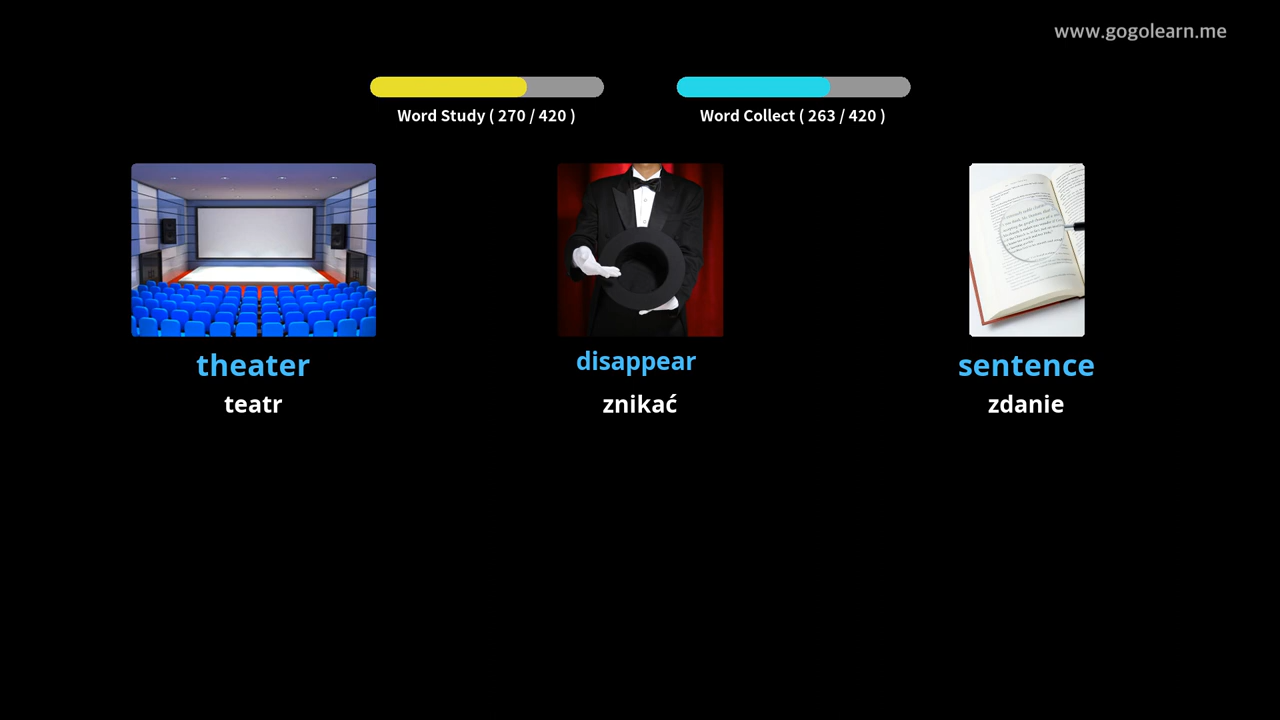 www.gogolearn.me
Word Study ( 270 / 420 )
Word Collect ( 263 / 420 )
theater
disappear
sentence
teatr
znikać
zdanie